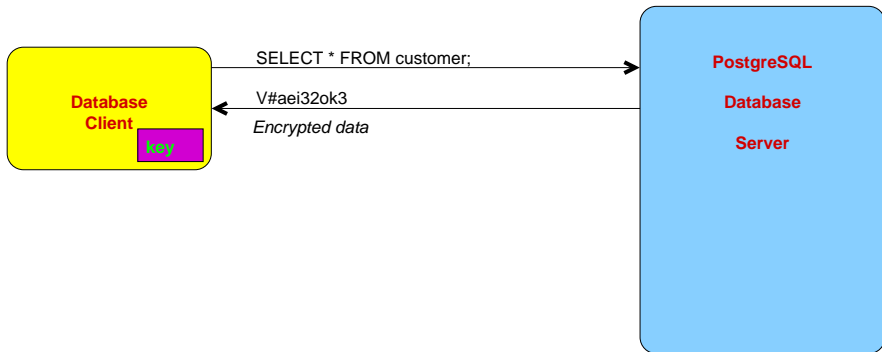 SELECT * FROM customer;
PostgreSQL
Database
Server
Database
Client
key
V#aei32ok3
Encrypted data